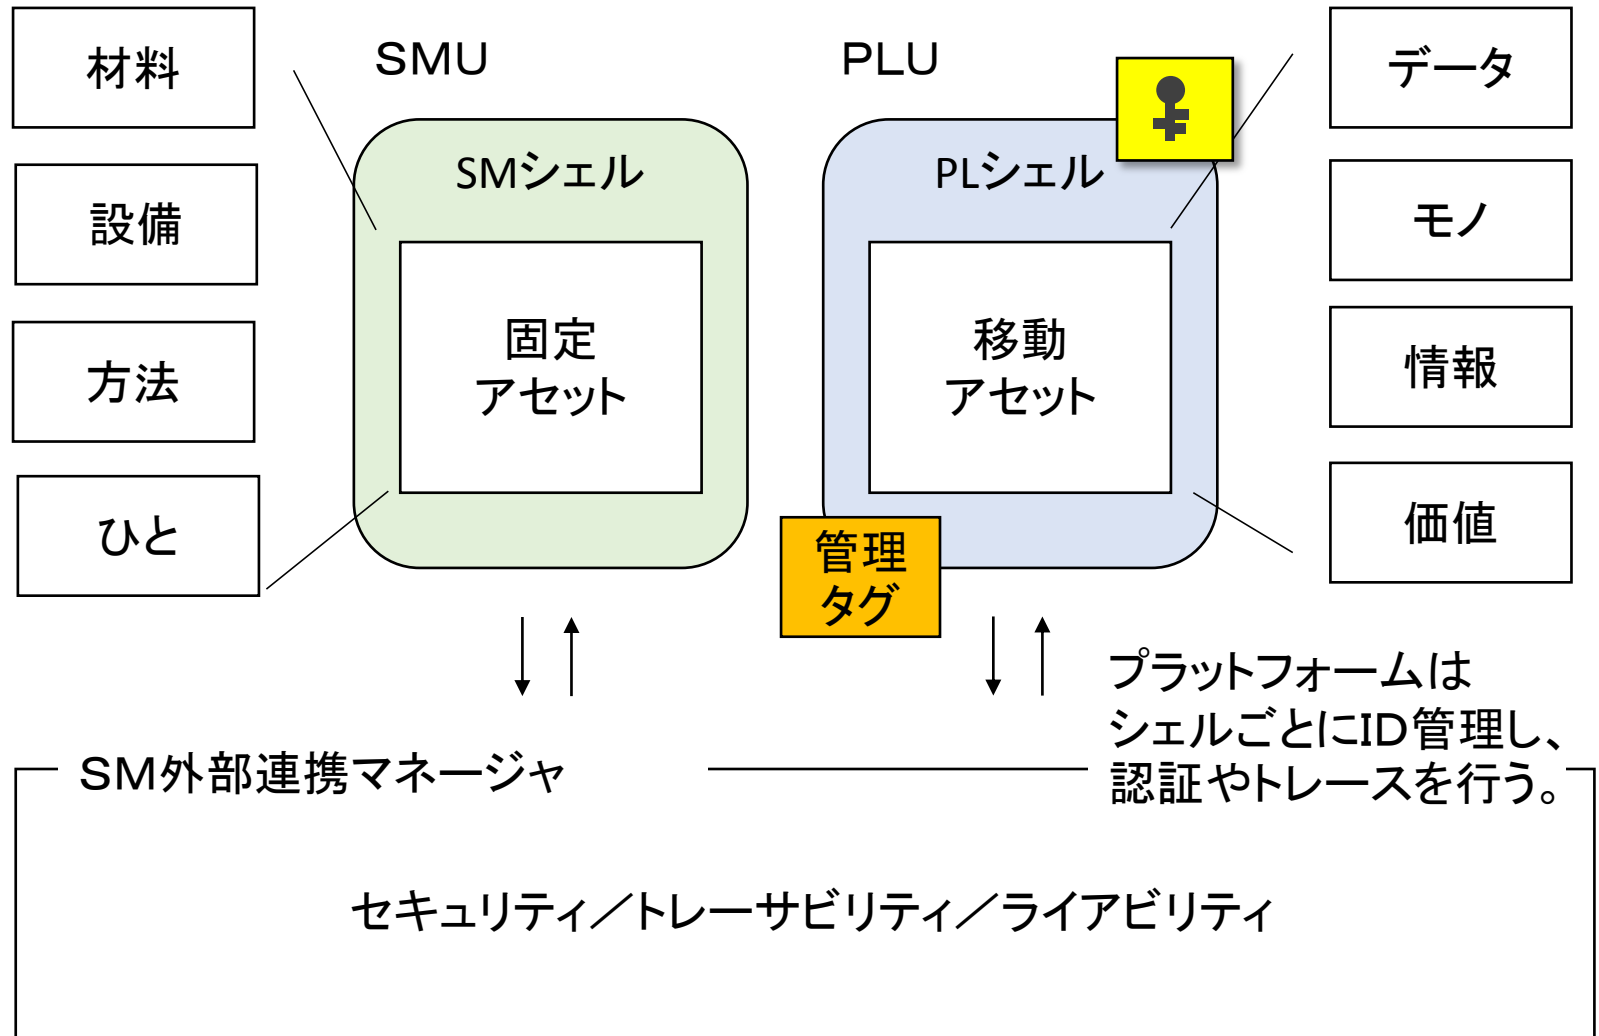 材料
設備
方法
ひと
ＳＭＵ
SMシェル
固定
アセット
ＰＬＵ
PLシェル
移動
アセット
管理
タグ
データ
モノ
情報
価値
プラットフォームは
シェルごとにＩＤ管理し、
認証やトレースを行う。
ＳＭ外部連携マネージャ
セキュリティ／トレーサビリティ／ライアビリティ